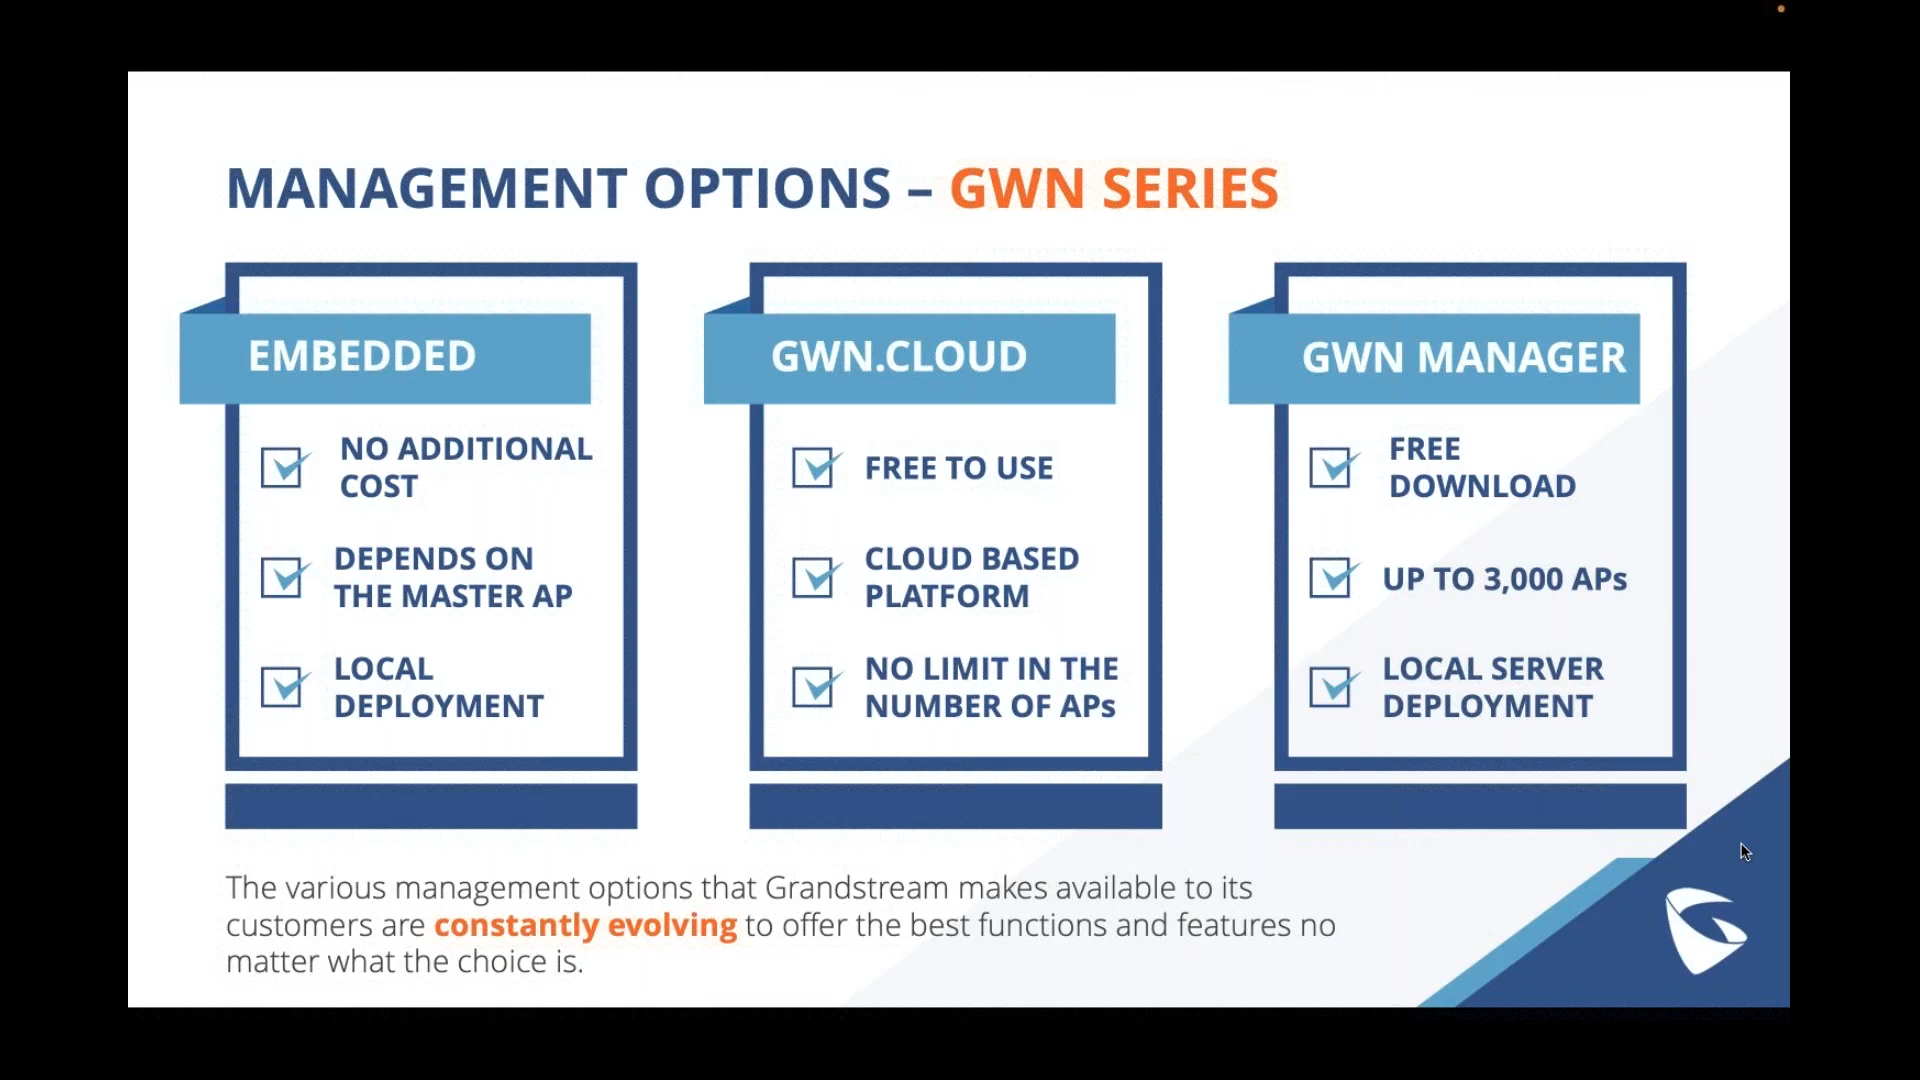 MANAGEMENT OPTIONS – GWN SERIES
EMBEDDED
NO ADDITIONAL
COST
DEPENDS ON
THE MASTER AP
LOCAL
DEPLOYMENT
GWN.CLOUD
FREE TO USE
CLOUD BASED
PLATFORM
NO LIMIT IN THE
NUMBER OF APs
GWN MANAGER
FREE
DOWNLOAD
UP TO 3,000 APs
LOCAL SERVER
DEPLOYMENT
The various management options that Grandstream makes available to its
customers are constantly evolving to offer the best functions and features no
matter what the choice is.